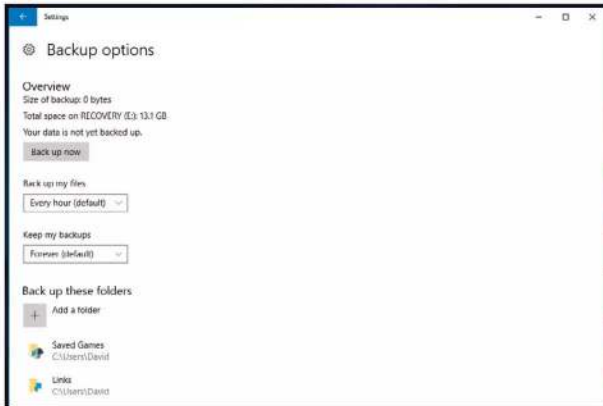 Settings
Backup options
Overview
Size of backup: 0 bytes
Total space on RECOVERY (E:): 13.1 GB
Your data is not yet backed up.
Back up now
Back up my files
Every hour (default)
Keep my backups
Forever (default)
Back up these folders
Add a folder
Saved Games
C:\Users\David
Links
C:\Users\David